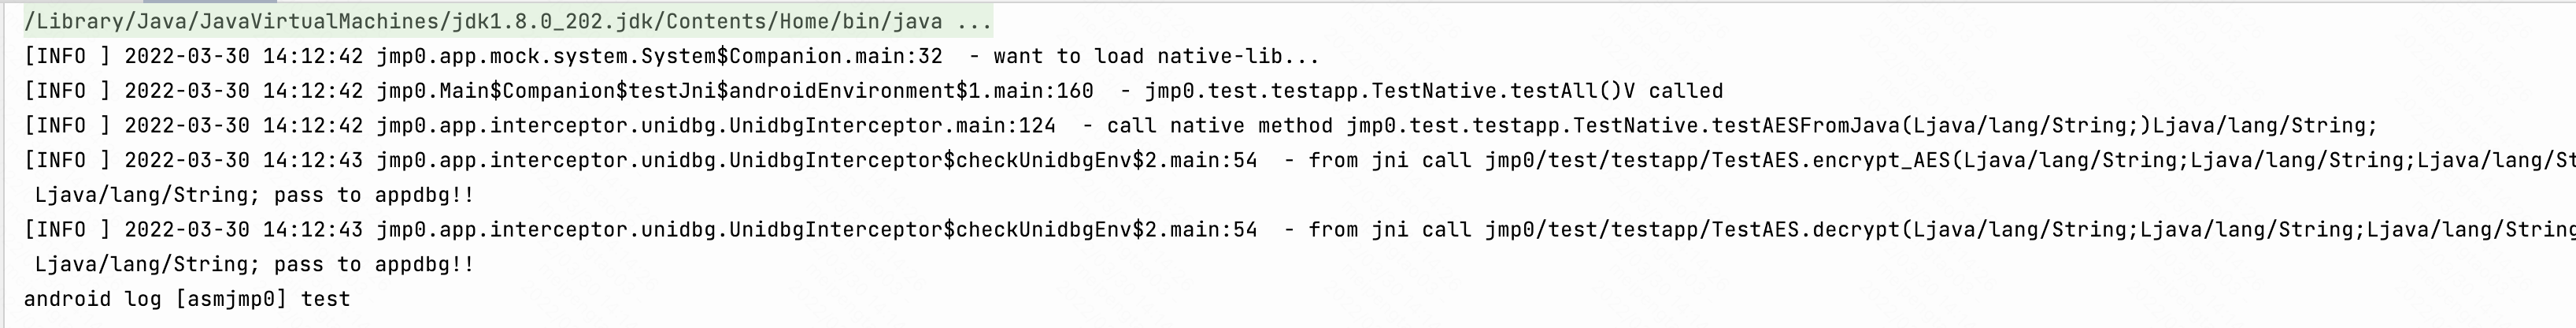 /Library/Java/JavaVirtualMachines/jdk1.8.0_202.jdk/Contents/Home/bin/java ...
[INFO ] 2022-03-30 14:12:42 jmp0.app.mock.system.System$Companion.main:32  - want to load native-lib...
[INFO ] 2022-03-30 14:12:42 jmp0.Main$Companion$testJni$androidEnvironment$1.main:160  - jmp0.test.testapp.TestNative.testAll()V called
[INFO ] 2022-03-30 14:12:42 jmp0.app.interceptor.unidbg.UnidbgInterceptor.main:124  - call native method jmp0.test.testapp.TestNative.testAESFromJava(Ljava/lang/String;)Ljava/lang/String;
[INFO ] 2022-03-30 14:12:43 jmp0.app.interceptor.unidbg.UnidbgInterceptor$checkUnidbgEnv$2.main:54  - from jni call jmp0/test/testapp/TestAES.encrypt_AES(Ljava/lang/String;Ljava/lang/String;Ljava/lang/St
Ljava/lang/String; pass to appdbg!!
[INFO ] 2022-03-30 14:12:43 jmp0.app.interceptor.unidbg.UnidbgInterceptor$checkUnidbgEnv$2.main:54  - from jni call jmp0/test/testapp/TestAES.decrypt(Ljava/lang/String;Ljava/lang/String;Ljava/lang/String
Ljava/lang/String; pass to appdbg!!
android log [asmjmp0] test